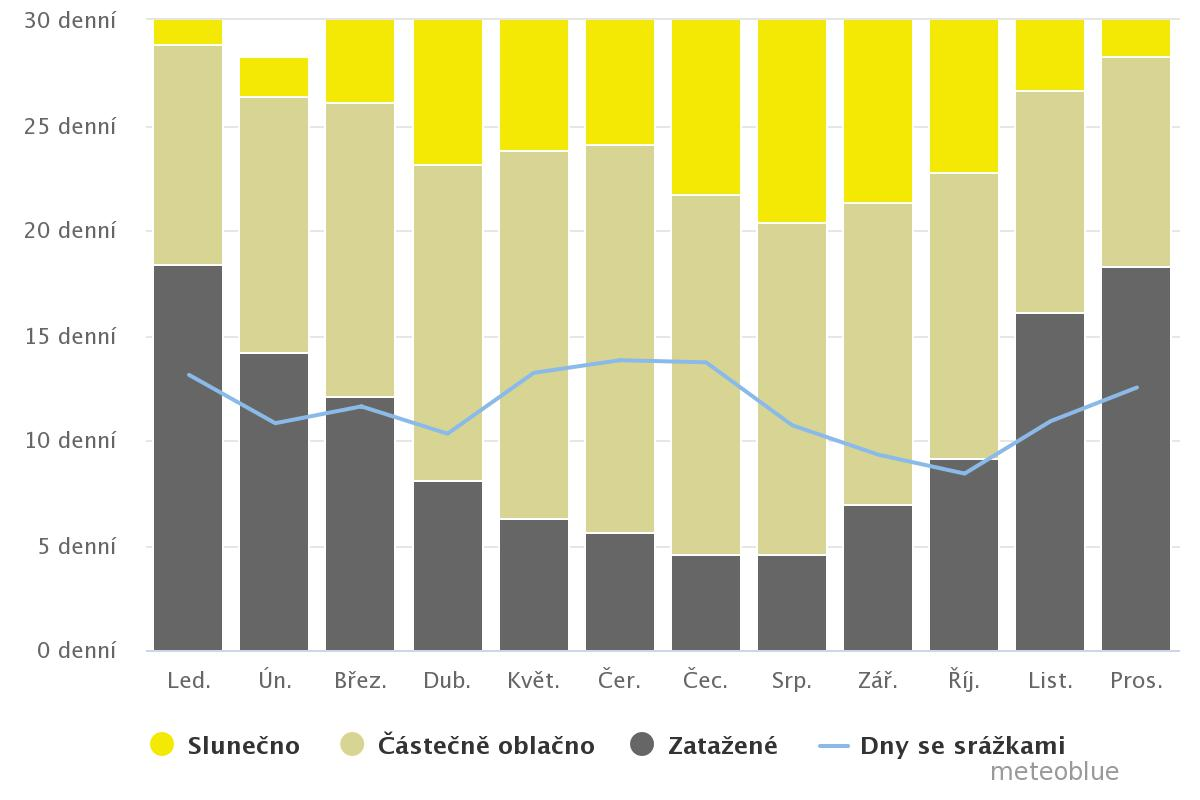 30 denní
25 denní
20 denní
15 denní
10 denní
5 denní
0 denní
Led. Ún. Břez. Dub. Květ. Čer. Čec. Srp. Zář. Říj. List. Pros.
Slunečno Částečně oblačno Zatažené Dny se srážkami
meteoblue